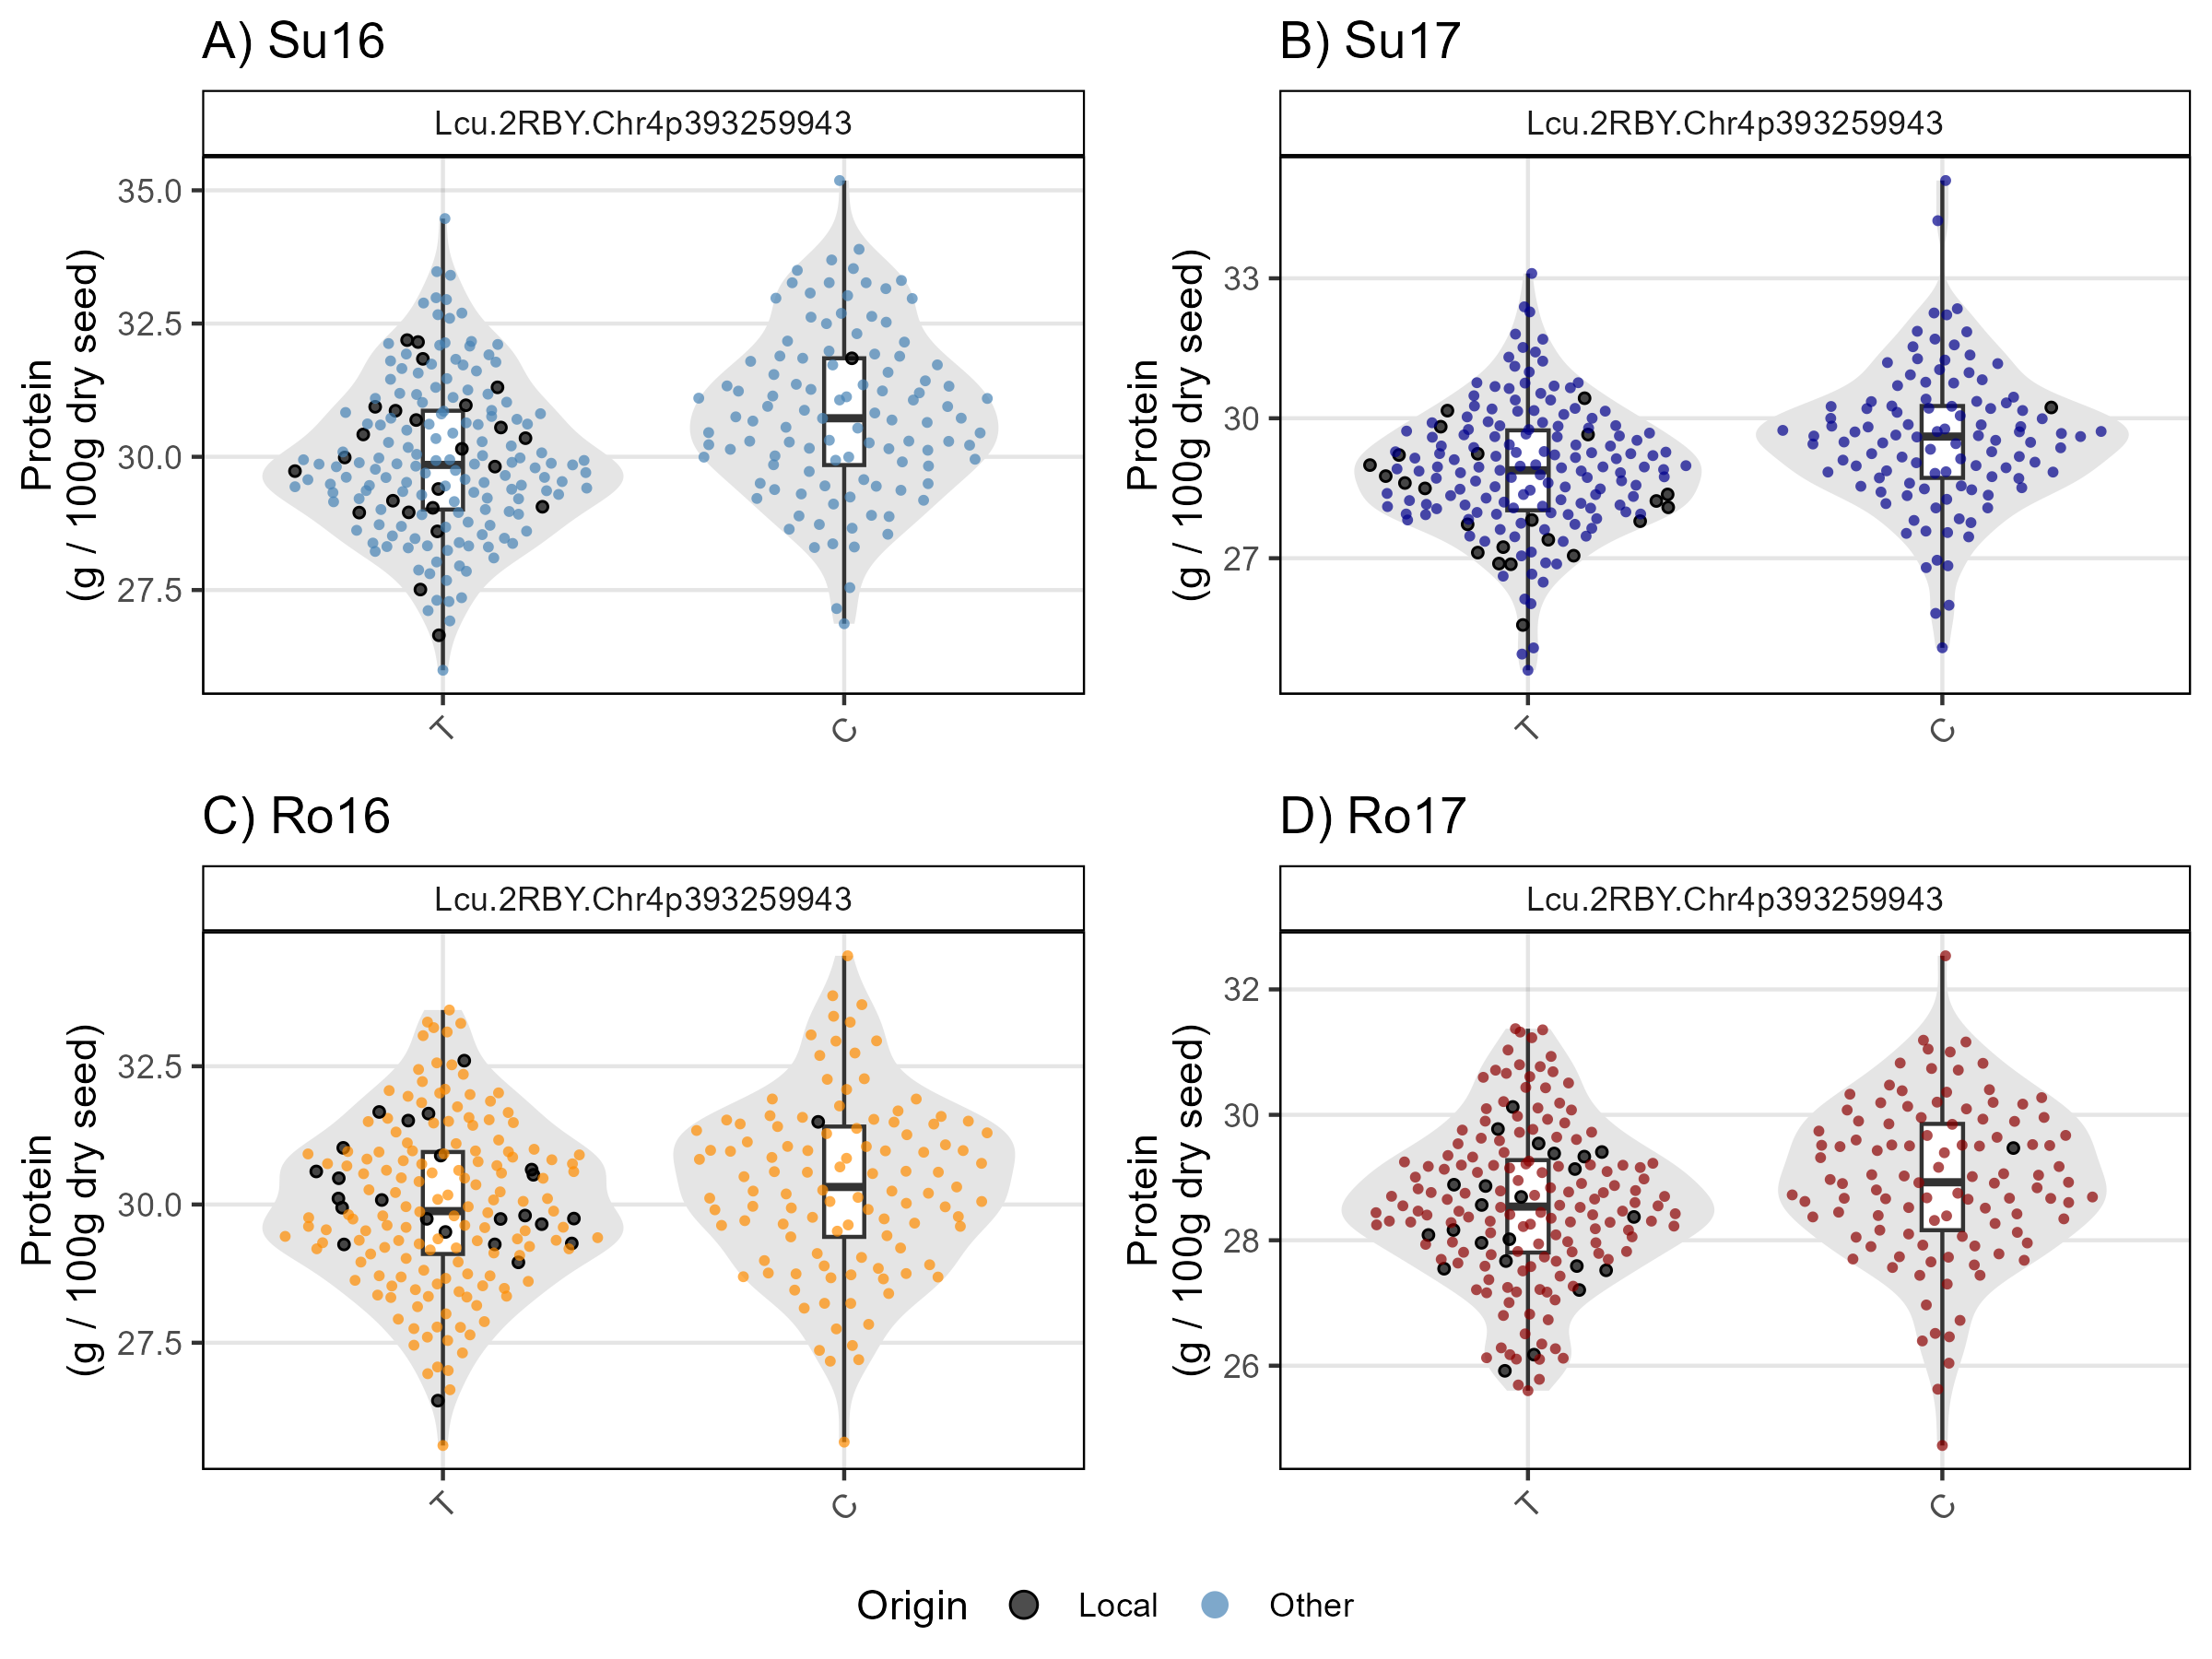 A) Su16
Lcu.2RBY.Chr4p393259943
Protein
(g / 100g dry seed)
35.0
32.5
30.0
27.5
T
C
B) Su17
Lcu.2RBY.Chr4p393259943
Protein
(g / 100g dry seed)
33
30
27
T
C
C) Ro16
Lcu.2RBY.Chr4p393259943
Protein
(g / 100g dry seed)
32.5
30.0
27.5
T
C
D) Ro17
Lcu.2RBY.Chr4p393259943
Protein
(g / 100g dry seed)
32
30
28
26
T
C
Origin Local Other